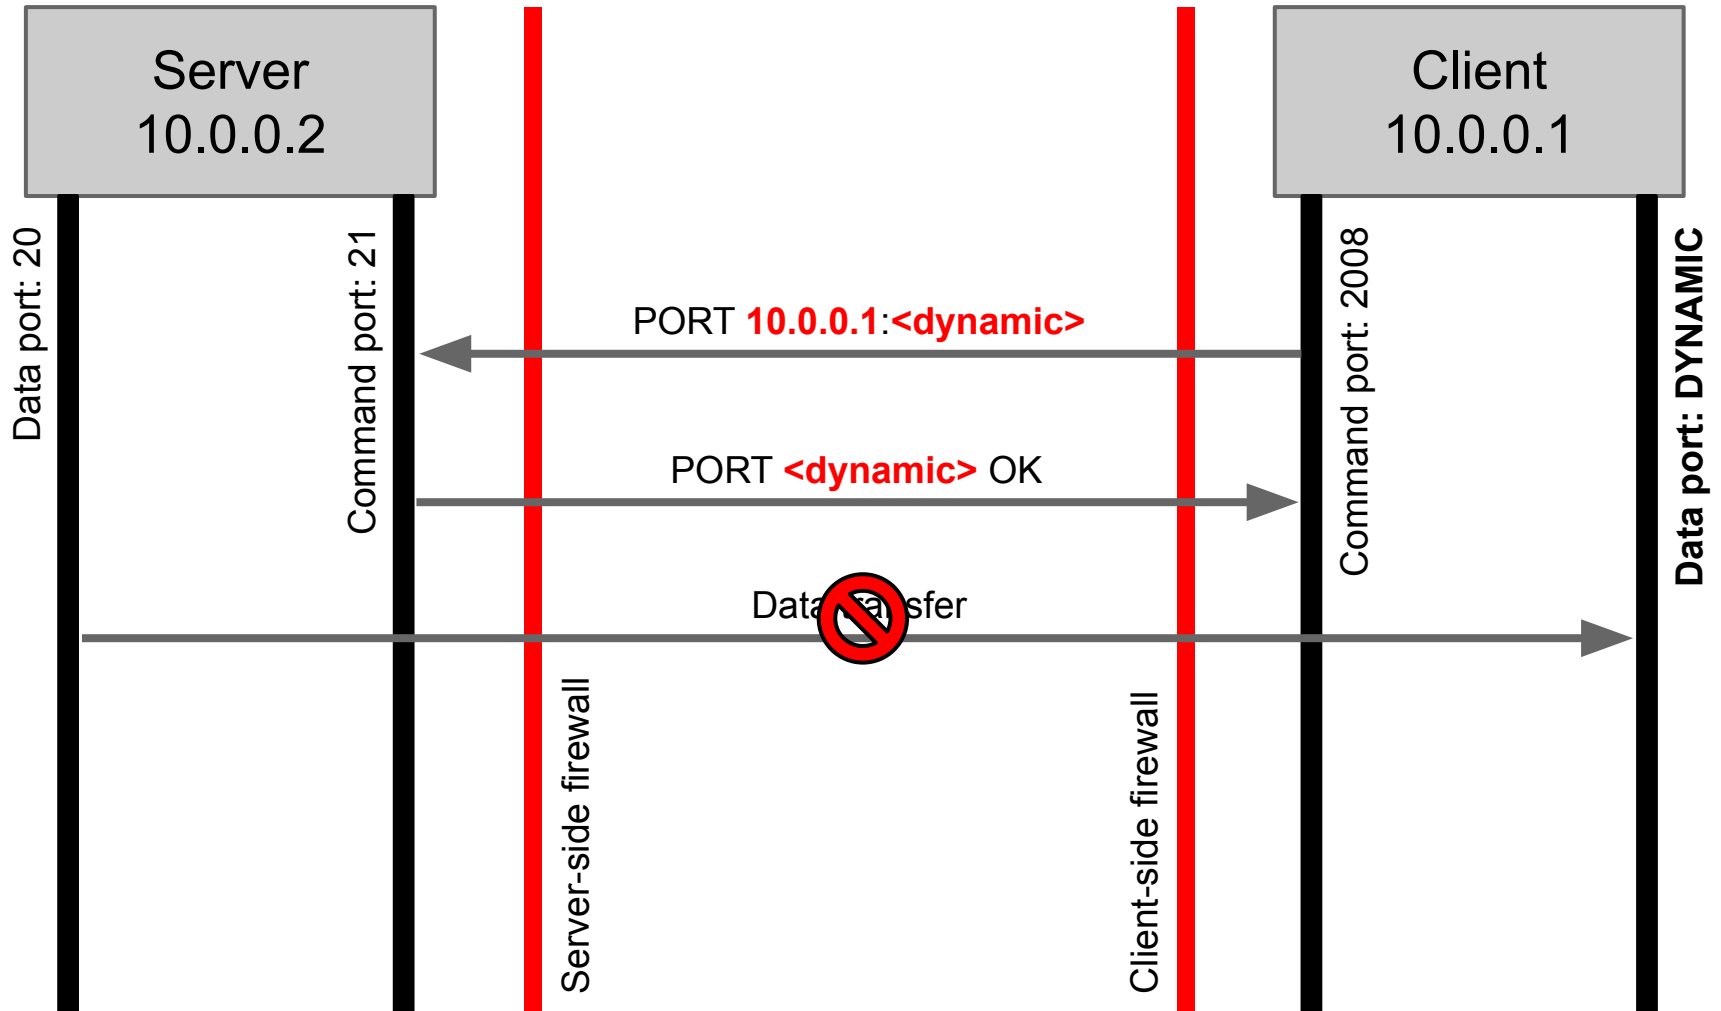 Server
10.0.0.2
Client
10.0.0.1
Data port: 20
Command port: 21
Command port: 2008
Data port: DYNAMIC
PORT 10.0.0.1:<dynamic>
PORT <dynamic> OK
Data transfer
Server-side firewall
Client-side firewall